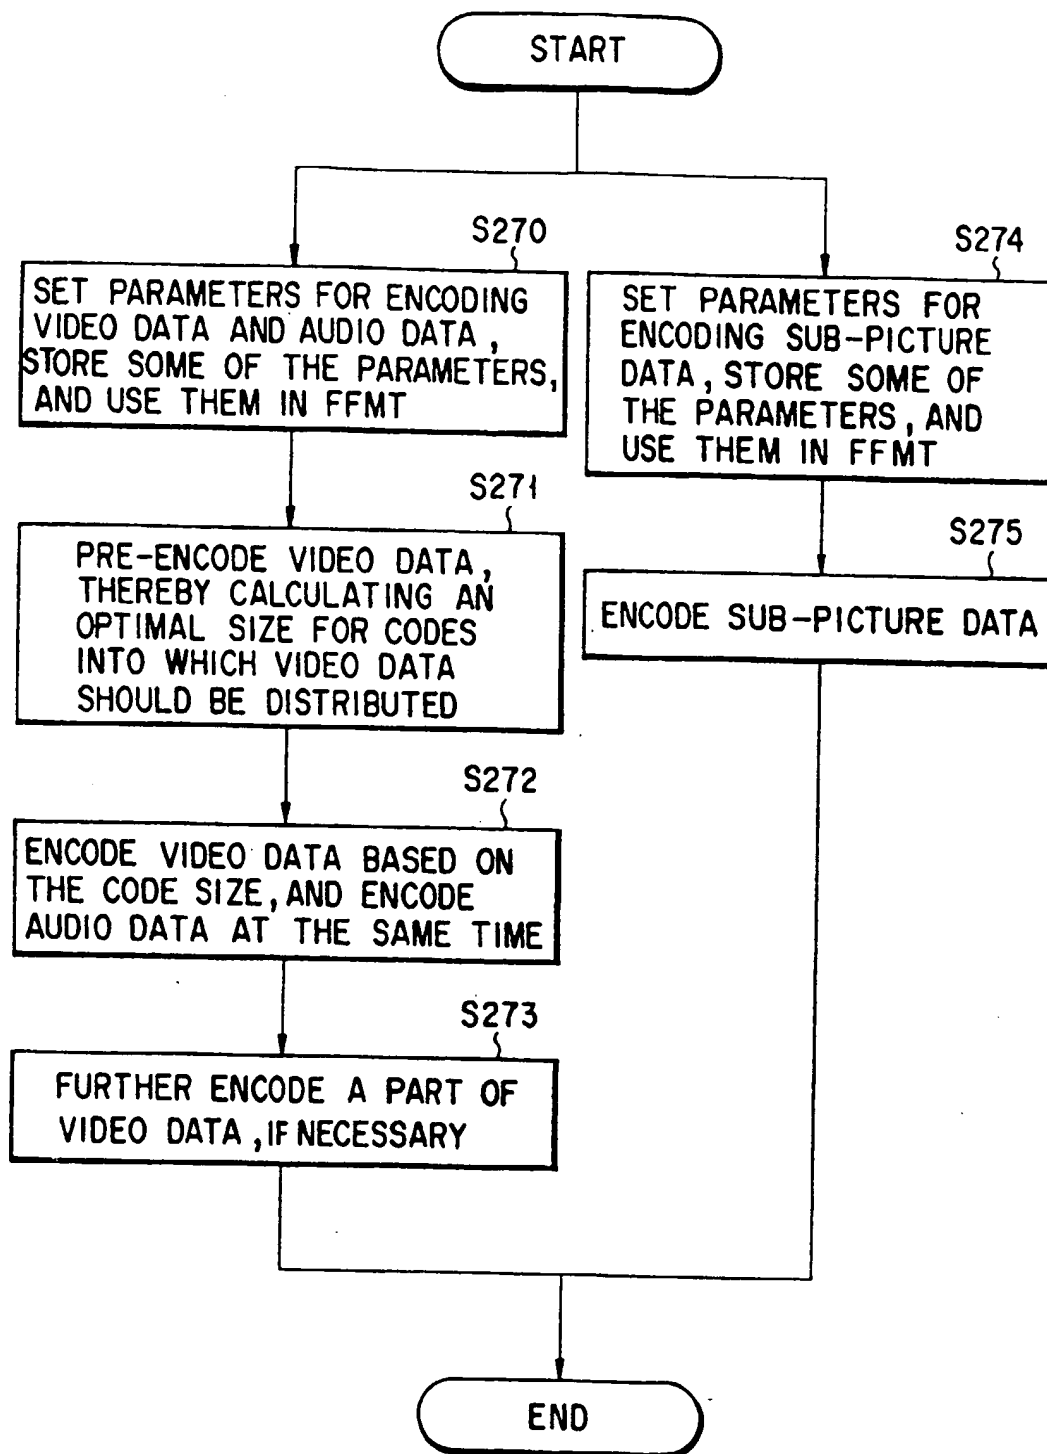 START
S270
SET PARAMETERS FOR ENCODING
VIDEO DATA AND AUDIO DATA,
STORE SOME OF THE PARAMETERS,
AND USE THEM IN FFMT
S271
PRE-ENCODE VIDEO DATA,
THEREBY CALCULATING AN
OPTIMAL SIZE FOR CODES
INTO WHICH VIDEO DATA
SHOULD BE DISTRIBUTED
S272
ENCODE VIDEO DATA BASED ON
THE CODE SIZE, AND ENCODE
AUDIO DATA AT THE SAME TIME
S273
FURTHER ENCODE A PART OF
VIDEO DATA, IF NECESSARY
S274
SET PARAMETERS FOR
ENCODING SUB-PICTURE
DATA, STORE SOME OF
THE PARAMETERS, AND
USE THEM IN FFMT
S275
ENCODE SUB-PICTURE DATA
END